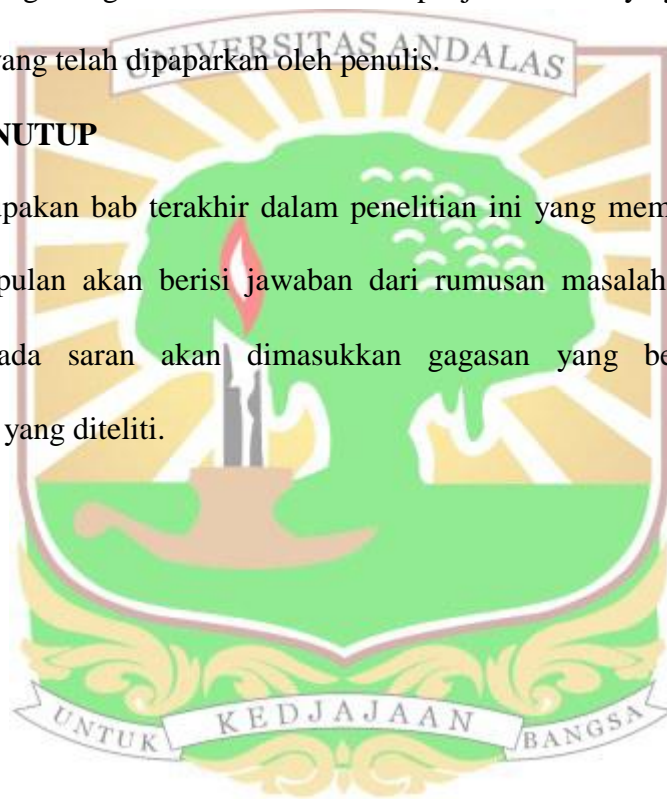 yang telah dipaparkan oleh penulis.
UNIVERSITAS ANDALAS
NUTUP
pakan bab terakhir dalam penelitian ini yang mem
pulan akan berisi jawaban dari rumusan masalah
ada saran akan dimasukkan gagasan yang be
yang diteliti.
UNTUK KEDJAJAAN BANGSA